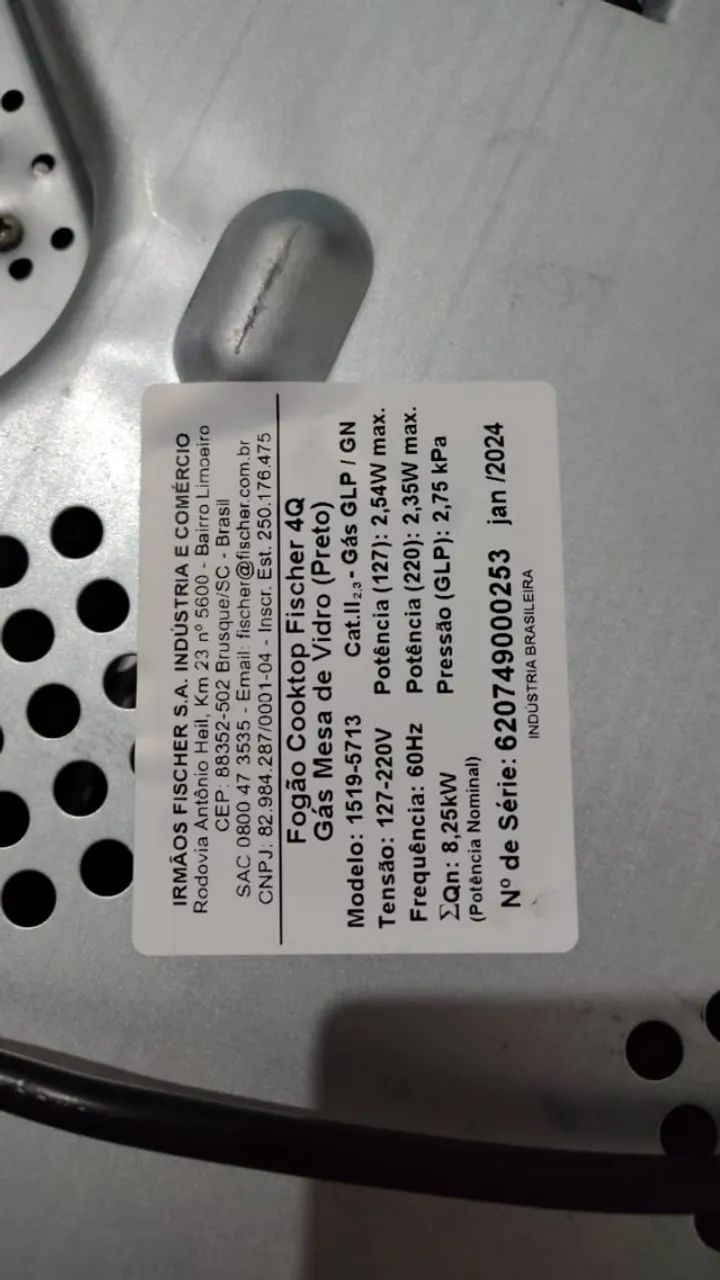 IRMÃOS FISCHER S.A. INDÚSTRIA E COMÉRCIO
Rodovia Antônio Heil, Km 23 nº 5600 - Bairro Limoeiro
CEP: 88352-502 Brusque/SC - Brasil
SAC 0800 47 3535 - Email: fischer@fischer.com.br
CNPJ: 82.984.287/0001-04 - Inscr. Est. 250.176.475
Fogão Cooktop Fischer 4Q
Gás Mesa de Vidro (Preto)
Modelo: 1519-5713 Cat.II2,3 - Gás GLP / GN
Tensão: 127-220V Potência (127): 2,54W max.
Frequência: 60Hz Potência (220): 2,35W max.
ΣQn: 8,25kW Pressão (GLP): 2,75 kPa
(Potência Nominal)
Nº de Série: 620749000253 jan /2024
INDÚSTRIA BRASILEIRA